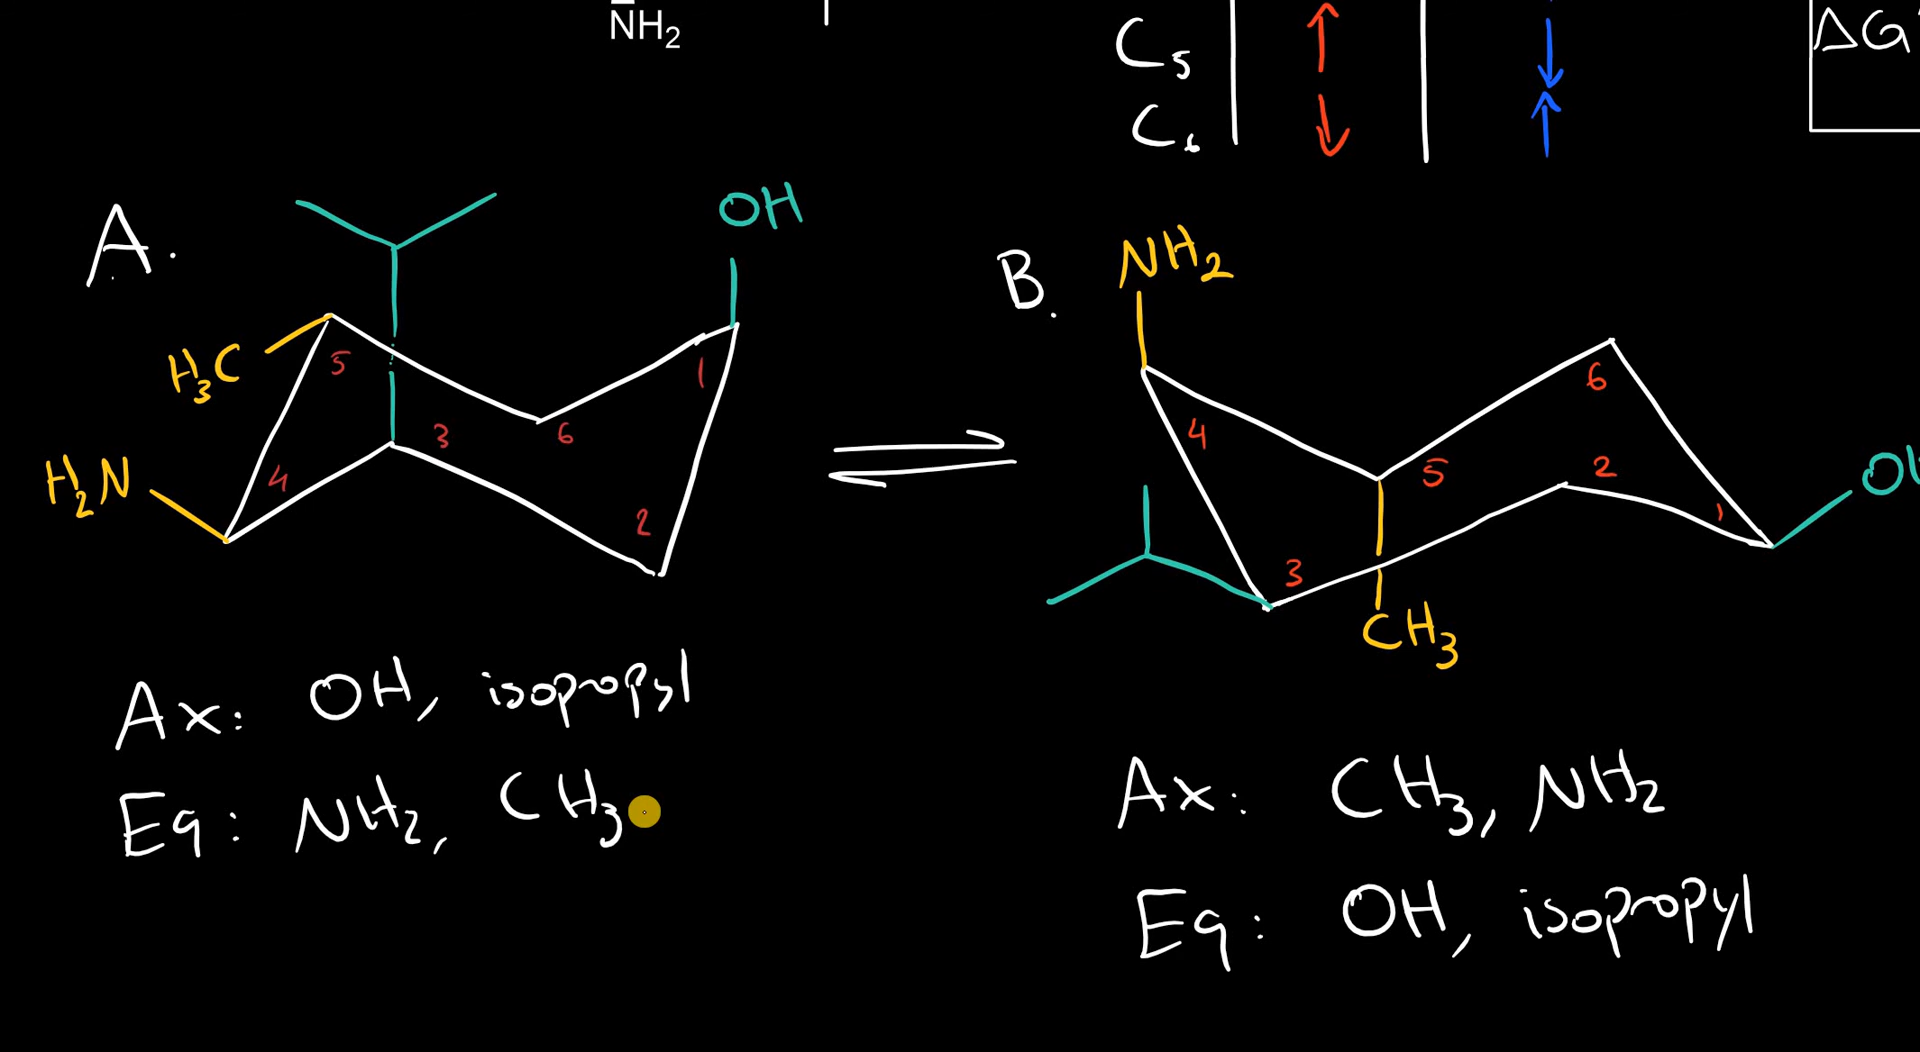 NH2
C5
C6
ΔG
A.
OH
H3C
5
1
3
6
H2N
4
2
B.
NH2
6
4
5
2
1
3
CH3
Ax: OH, isopropyl
Eq: NH2, CH3
Ax: CH3, NH2
Eq: OH, isopropyl